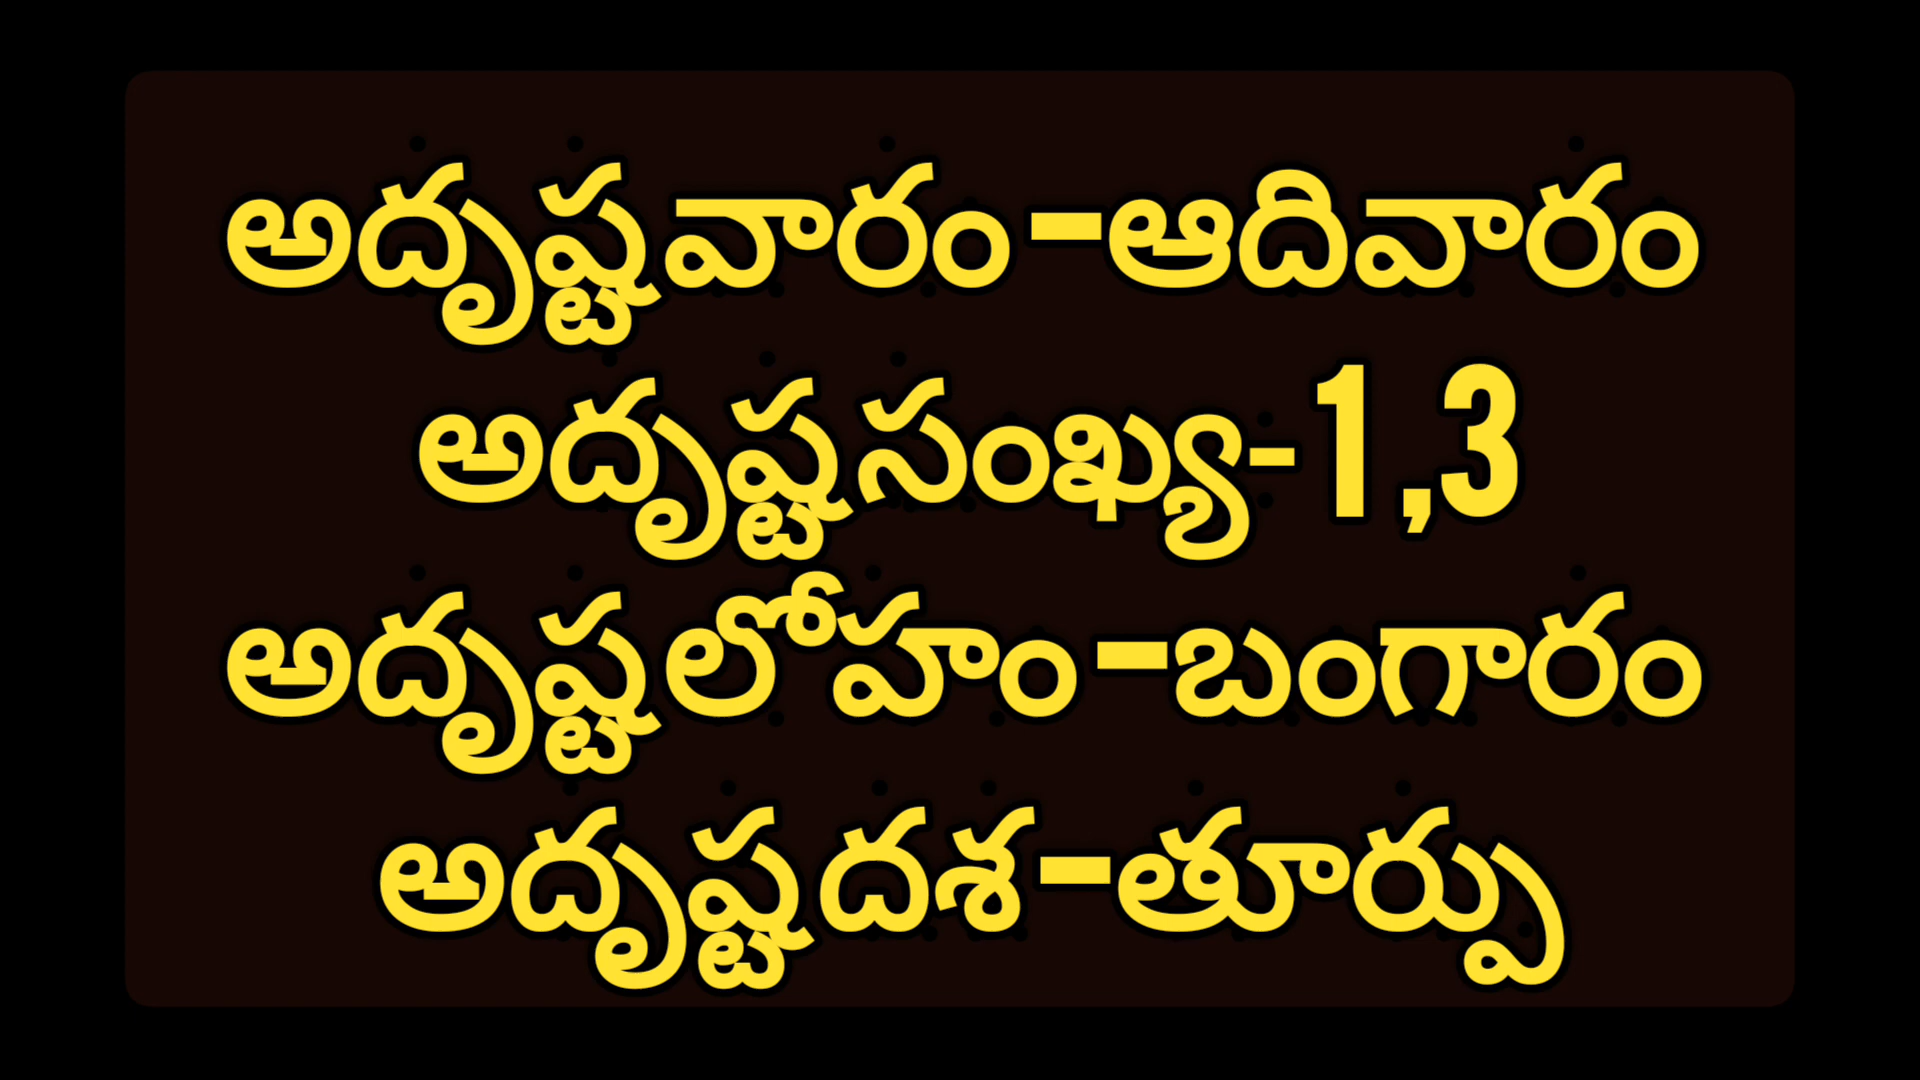 అదృష్టవారం-ఆదివారం
అదృష్టసంఖ్య-1,3
అదృష్టలోహం-బంగారం
అదృష్టదశ-తూర్పు